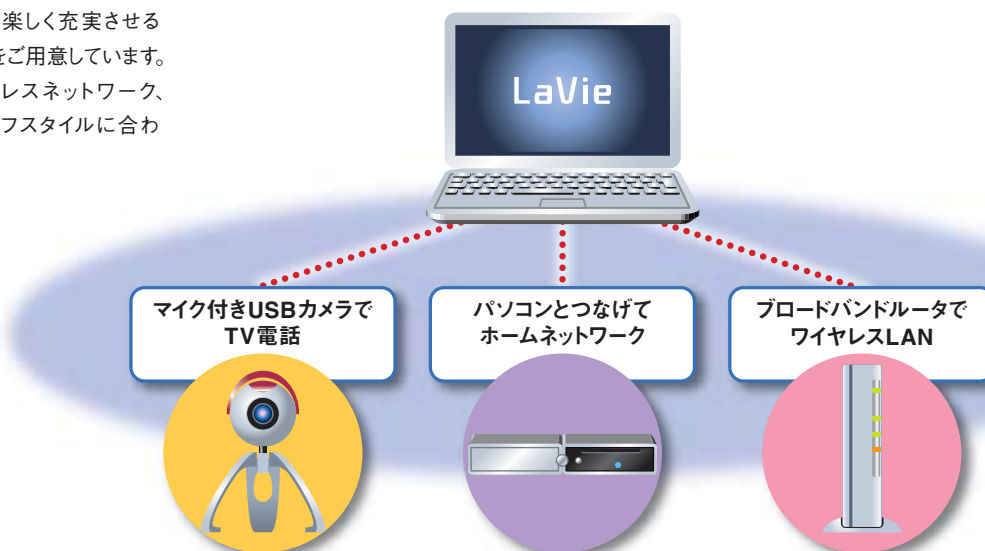 楽しく充実させる
をご用意しています。
レスネットワーク、
フスタイルに合わ
LaVie
マイク付きUSBカメラで
TV電話
パソコンとつなげて
ホームネットワーク
ブロードバンドルータで
ワイヤレスLAN